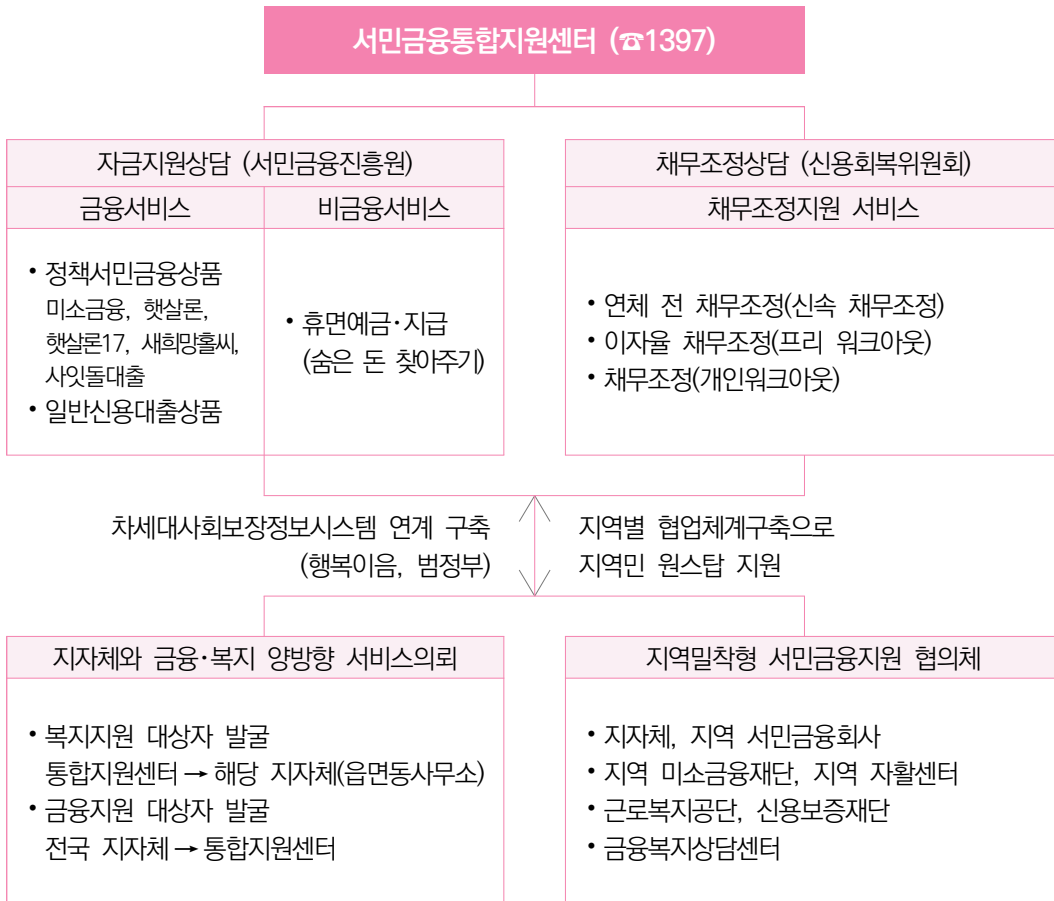 서민금융통합지원센터 (☎1397)
자금지원상담 (서민금융진흥원)
금융서비스
비금융서비스
• 정책서민금융상품
미소금융, 햇살론,
햇살론17, 새희망홀씨,
사잇돌대출
• 일반신용대출상품
• 휴면예금·지급
(숨은 돈 찾아주기)
채무조정상담 (신용회복위원회)
채무조정지원 서비스
• 연체 전 채무조정(신속 채무조정)
• 이자율 채무조정(프리 워크아웃)
• 채무조정(개인워크아웃)
차세대사회보장정보시스템 연계 구축
(행복이음, 범정부)
지역별 협업체계구축으로
지역민 원스탑 지원
지자체와 금융·복지 양방향 서비스의뢰
• 복지지원 대상자 발굴
통합지원센터 → 해당 지자체(읍면동사무소)
• 금융지원 대상자 발굴
전국 지자체 → 통합지원센터
지역밀착형 서민금융지원 협의체
• 지자체, 지역 서민금융회사
• 지역 미소금융재단, 지역 자활센터
• 근로복지공단, 신용보증재단
• 금융복지상담센터